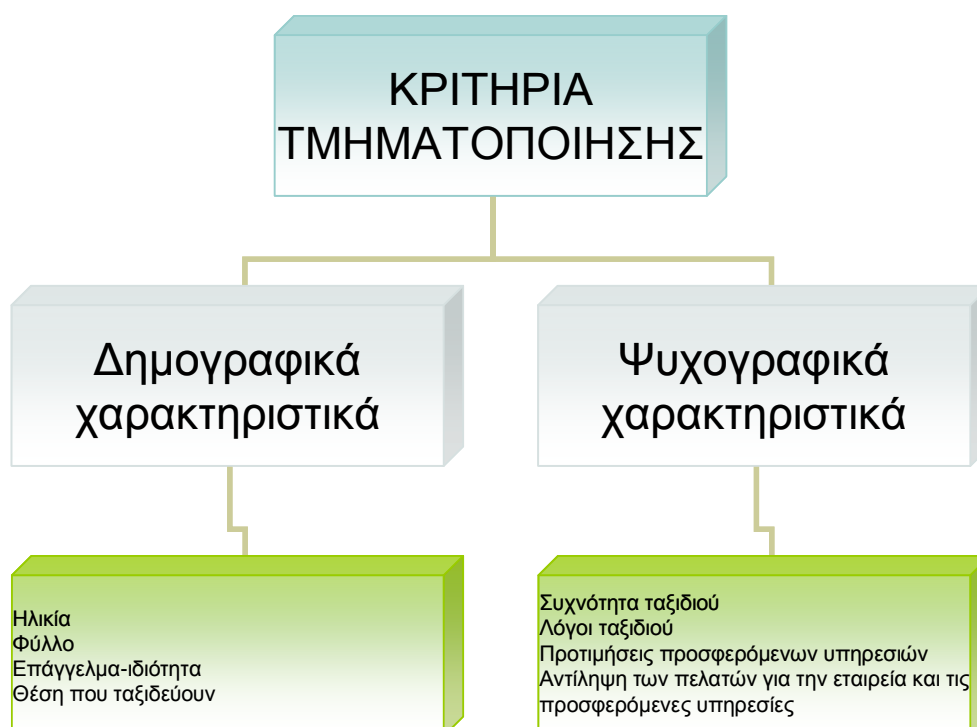 ΚΡΙΤΗΡΙΑ
ΤΜΗΜΑΤΟΠΟΙΗΣΗΣ
Δημογραφικά
χαρακτηριστικά
Ψυχογραφικά
χαρακτηριστικά
Ηλικία
Φύλλο
Επάγγελμα-ιδιότητα
Θέση που ταξιδεύουν
Συχνότητα ταξιδιού
Λόγοι ταξιδιού
Προτιμήσεις προσφερόμενων υπηρεσιών
Αντίληψη των πελατών για την εταιρεία και τις
προσφερόμενες υπηρεσίες